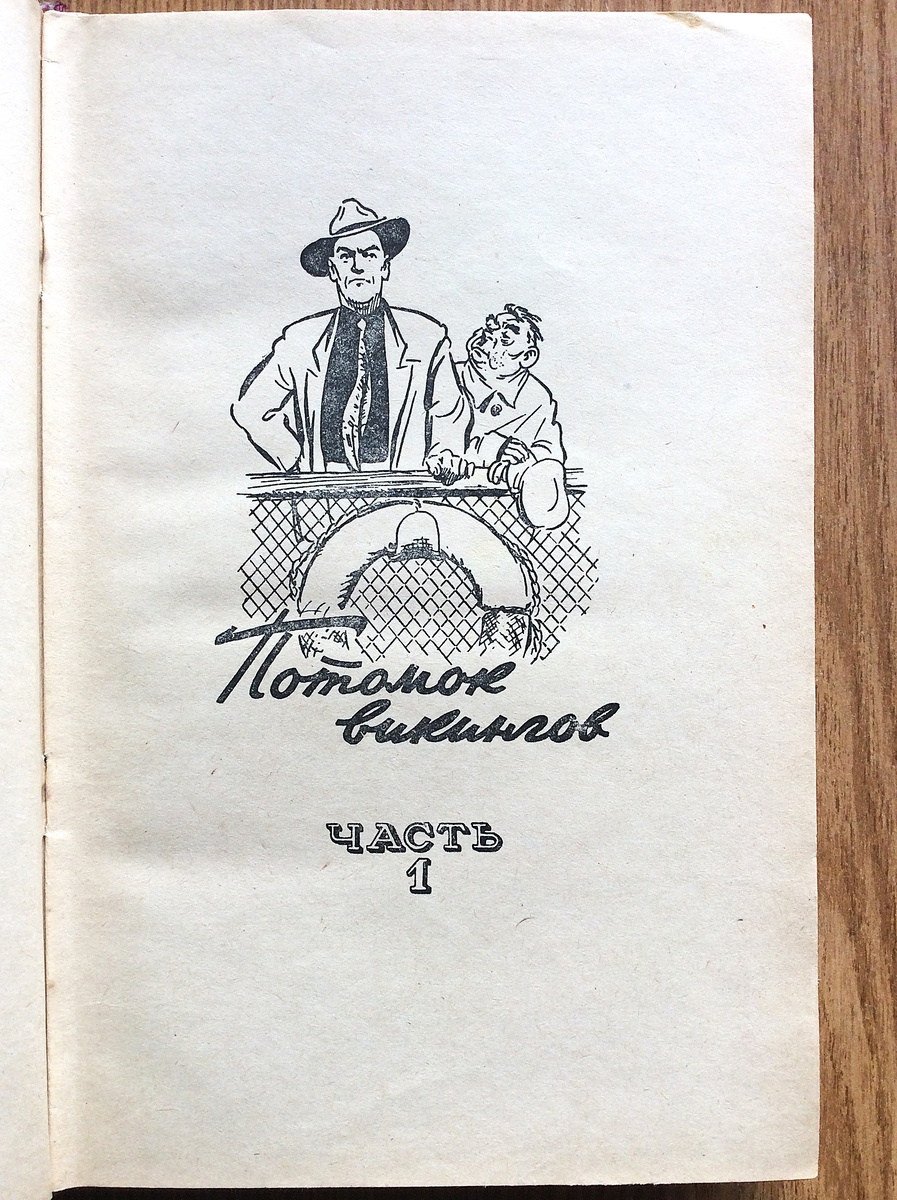 Потомок
викингов
ЧАСТЬ
1